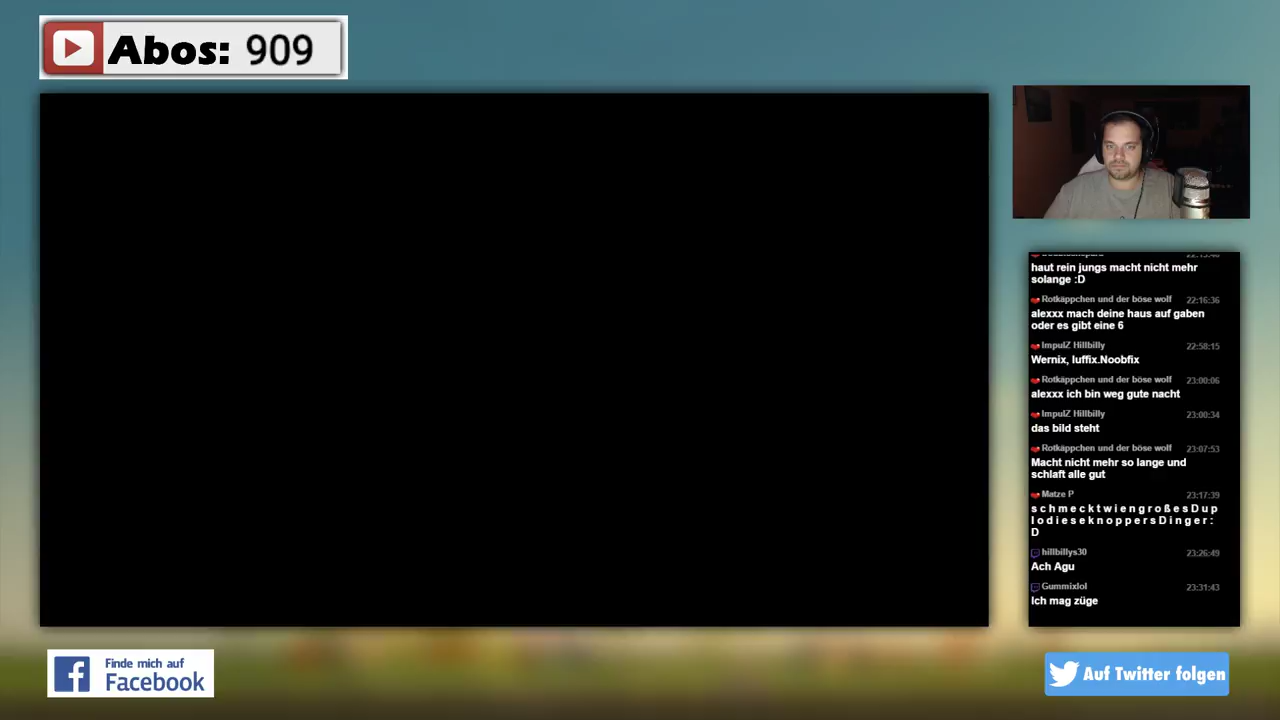 Abos: 909
haut rein jungs macht nicht mehr
solange :D
Rotkäppchen und der böse wolf 22:16:36
alexxx mach deine haus auf gaben
oder es gibt eine 6
ImpulZ Hillbilly 22:58:15
Wernix, luffix.Noobfix
Rotkäppchen und der böse wolf 23:00:06
alexxx ich bin weg gute nacht
ImpulZ Hillbilly 23:00:34
das bild steht
Rotkäppchen und der böse wolf 23:07:53
Macht nicht mehr so lange und
schlaft alle gut
Matze P 23:17:39
s c h m e c k t w i e n g r o ß e s D u p
l o d i e s e k n o p p e r s D i n g e r :
D
hillbillys30 23:26:49
Ach Agu
Gummixlol 23:31:43
Ich mag züge
Finde mich auf
Facebook
Auf Twitter folgen